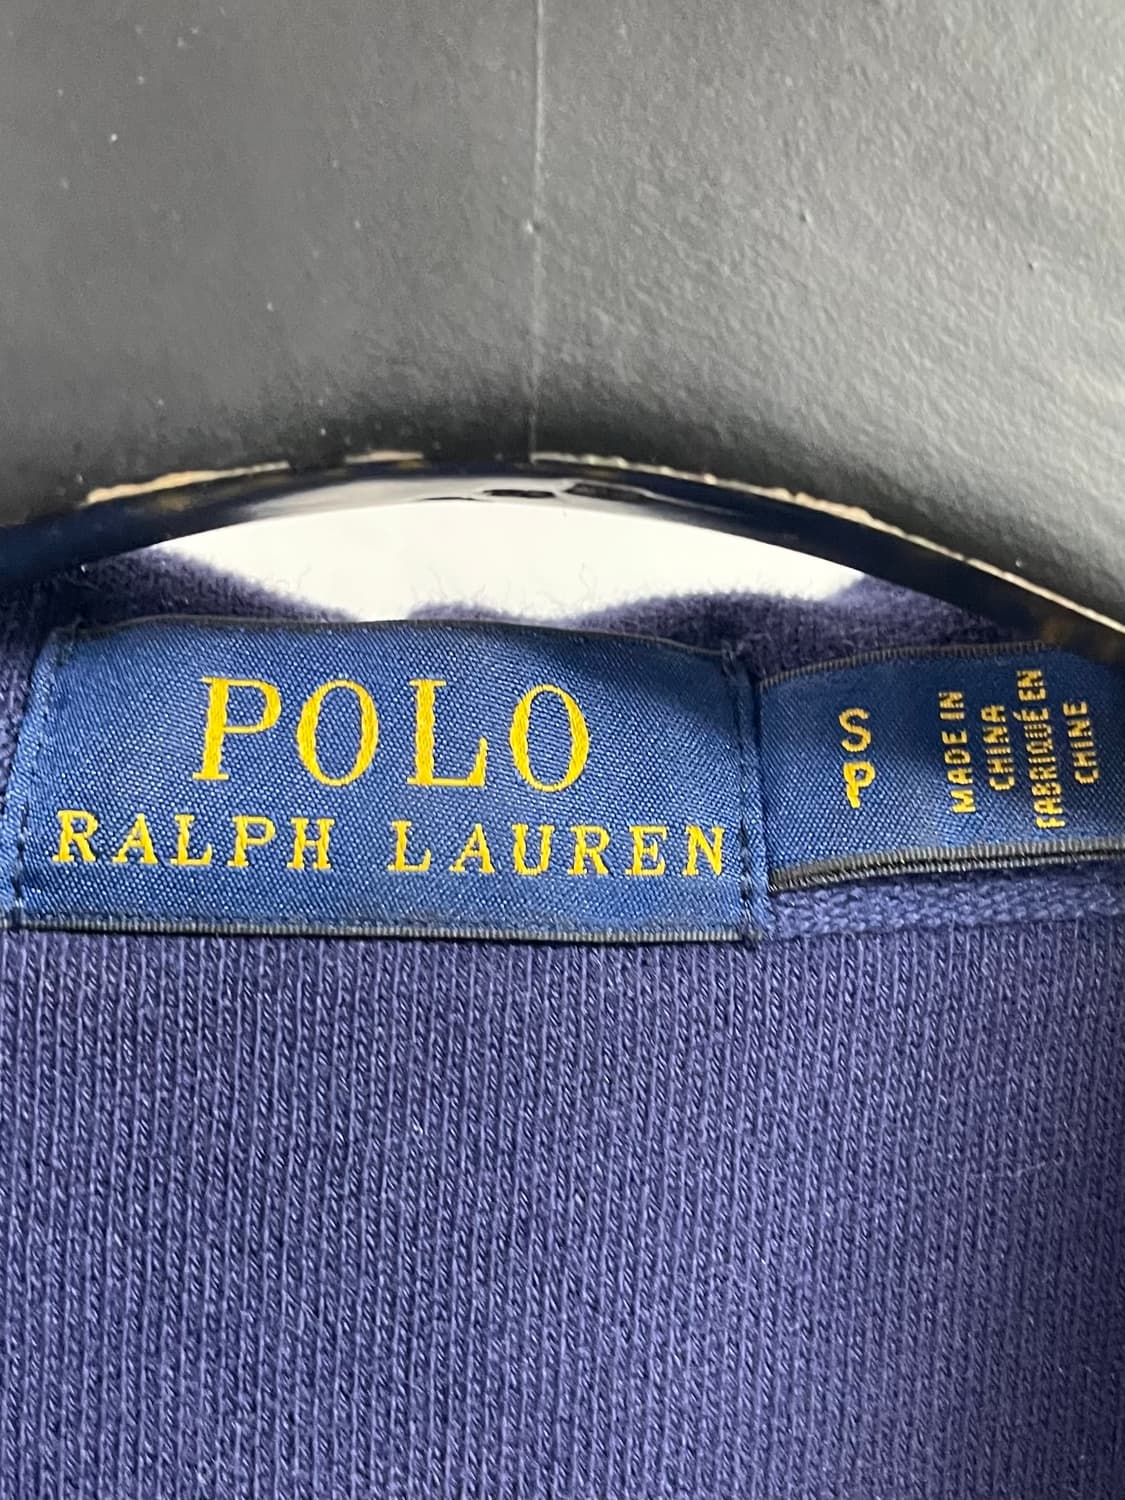 POLO
RALPH LAUREN
S
P
MADE IN
CHINA
FABRIQUÉ EN
CHINE